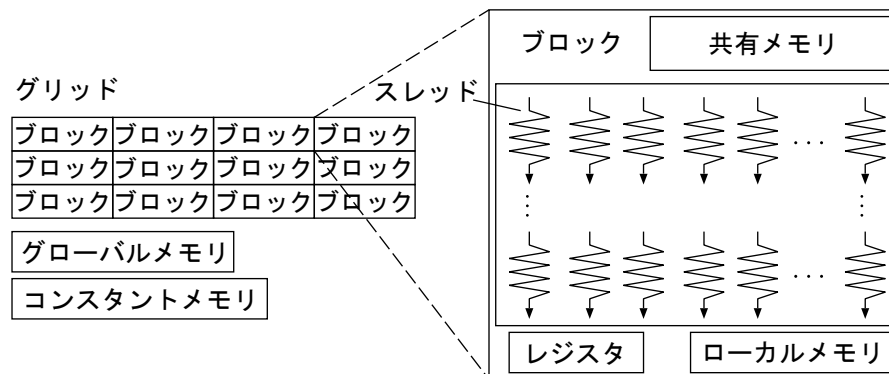 グリッド
ブロック ブロック ブロック ブロック
ブロック ブロック ブロック ブロック
ブロック ブロック ブロック ブロック
グローバルメモリ
コンスタントメモリ
ブロック 共有メモリ
スレッド
レジスタ ローカルメモリ